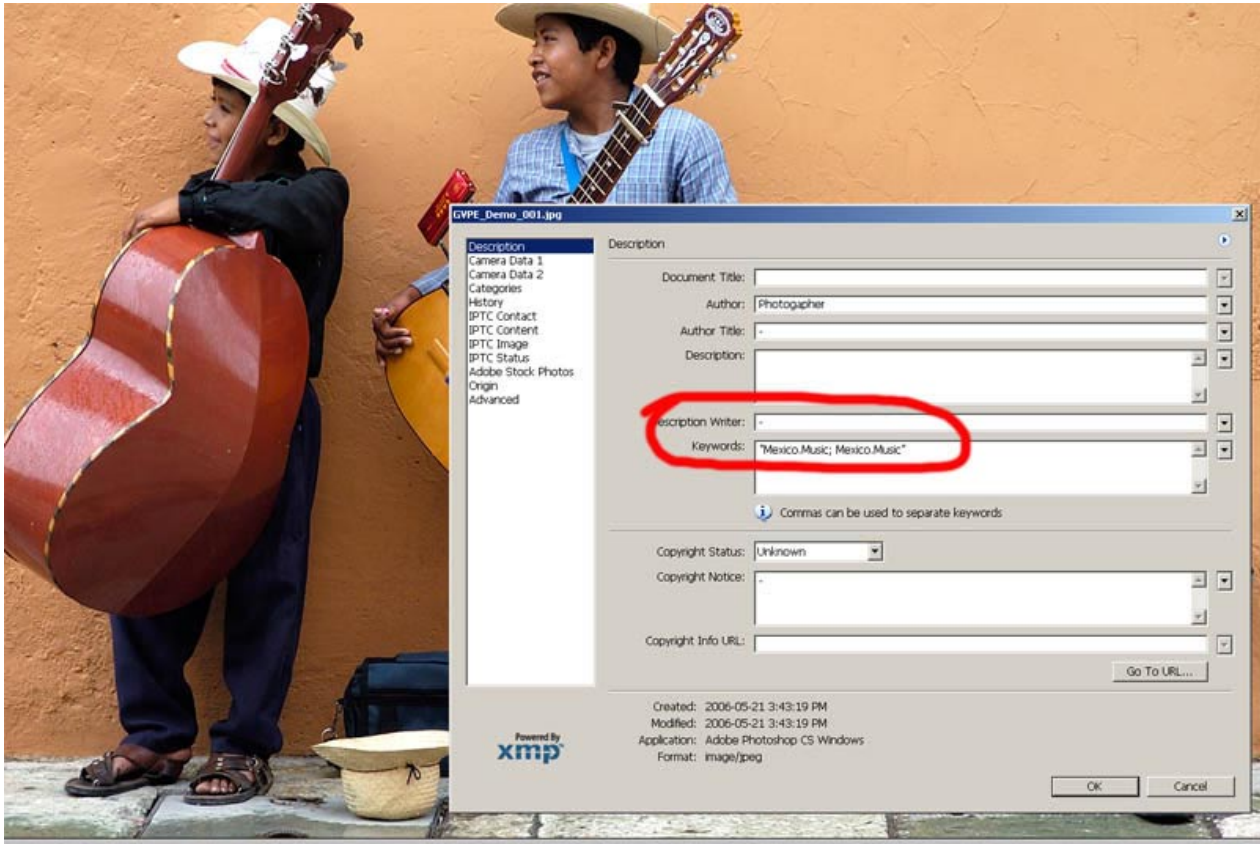 GVPE_Demo_001.jpg
Description
Camera Data 1
Camera Data 2
Categories
History
IPTC Contact
IPTC Content
IPTC Image
IPTC Status
Adobe Stock Photos
Origin
Advanced
Description
Document Title:
Author: Photogapher
Author Title: -
Description:
escription Writer: -
Keywords: "Mexico.Music; Mexico.Music"
Commas can be used to separate keywords
Copyright Status: Unknown
Copyright Notice: -
Copyright Info URL:
Go To URL...
Created: 2006-05-21 3:43:19 PM
Modified: 2006-05-21 3:43:19 PM
Application: Adobe Photoshop CS Windows
Format: image/jpeg
Powered By
xmp
OK Cancel